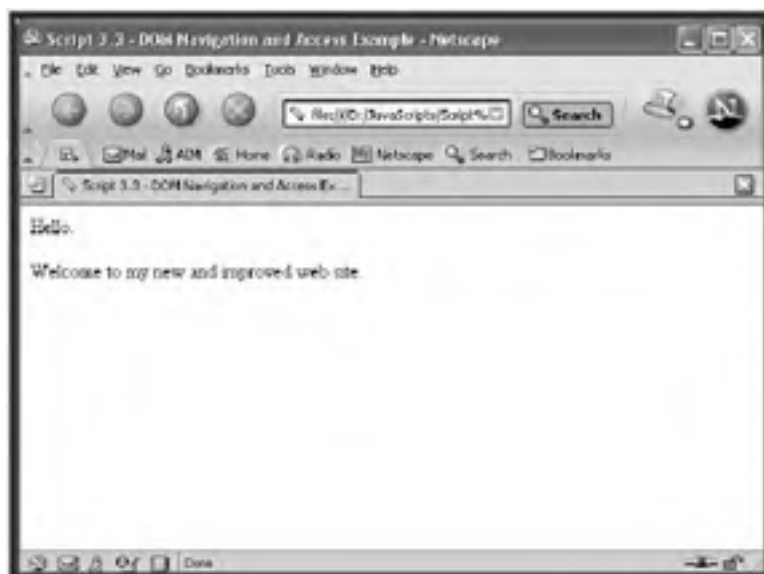 Script 3.3 - DOM Navigation and Access Example - Netscape
File Edit View Go Bookmarks Tools Window Help
Search
Mail AIM Home Radio Netscape Search Bookmarks
Script 3.3 - DOM Navigation and Access Ex...
Hello.
Welcome to my new and improved web site.
Done